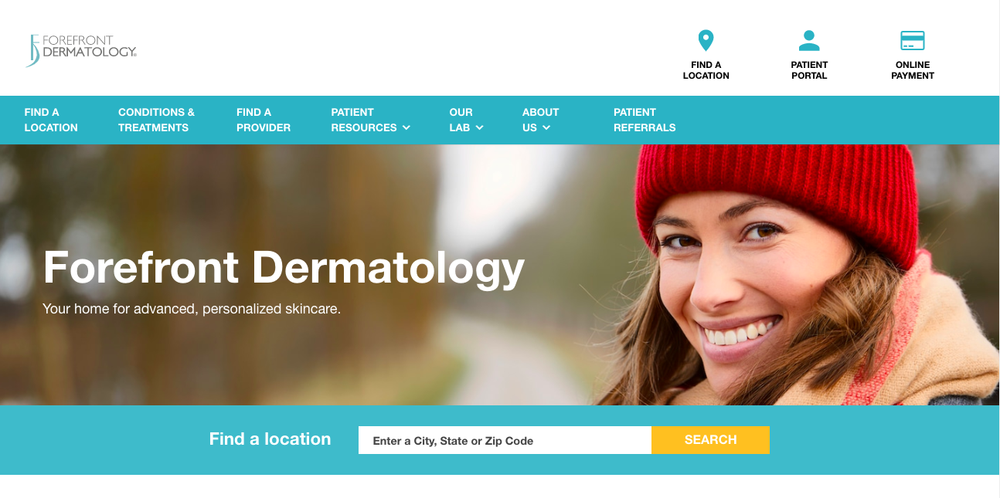 FOREFRONT
DERMATOLOGY®
FIND A
LOCATION
PATIENT
PORTAL
ONLINE
PAYMENT
FIND A
LOCATION
CONDITIONS &
TREATMENTS
FIND A
PROVIDER
PATIENT
RESOURCES
OUR
LAB
ABOUT
US
PATIENT
REFERRALS
Forefront Dermatology
Your home for advanced, personalized skincare.
Find a location
Enter a City, State or Zip Code
SEARCH